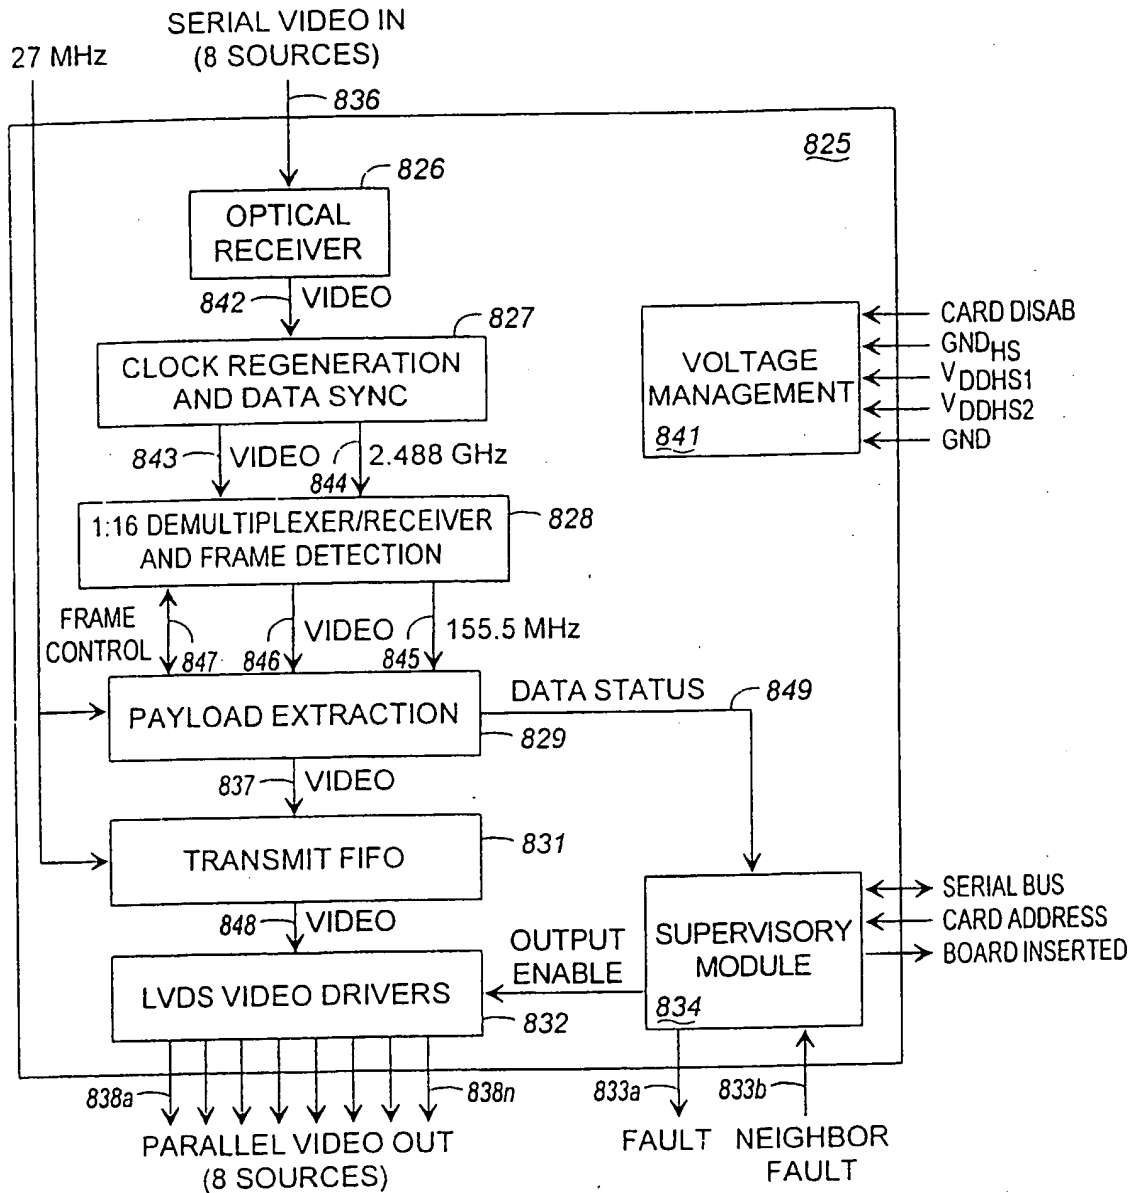 SERIAL VIDEO IN
(8 SOURCES)
27 MHz
836
825
826
OPTICAL
RECEIVER
842
VIDEO
827
CLOCK REGENERATION
AND DATA SYNC
CARD DISAB
GNDHS
VDDHS1
VDDHS2
GND
VOLTAGE
MANAGEMENT
841
843
VIDEO
844
2.488 GHz
1:16 DEMULTIPLEXER/RECEIVER
AND FRAME DETECTION
828
FRAME
CONTROL
847
846
VIDEO
845
155.5 MHz
PAYLOAD EXTRACTION
829
DATA STATUS
849
837
VIDEO
TRANSMIT FIFO
831
848
VIDEO
OUTPUT
ENABLE
SUPERVISORY
MODULE
834
SERIAL BUS
CARD ADDRESS
BOARD INSERTED
LVDS VIDEO DRIVERS
832
838a
838n
833a
833b
PARALLEL VIDEO OUT
(8 SOURCES)
FAULT
NEIGHBOR
FAULT